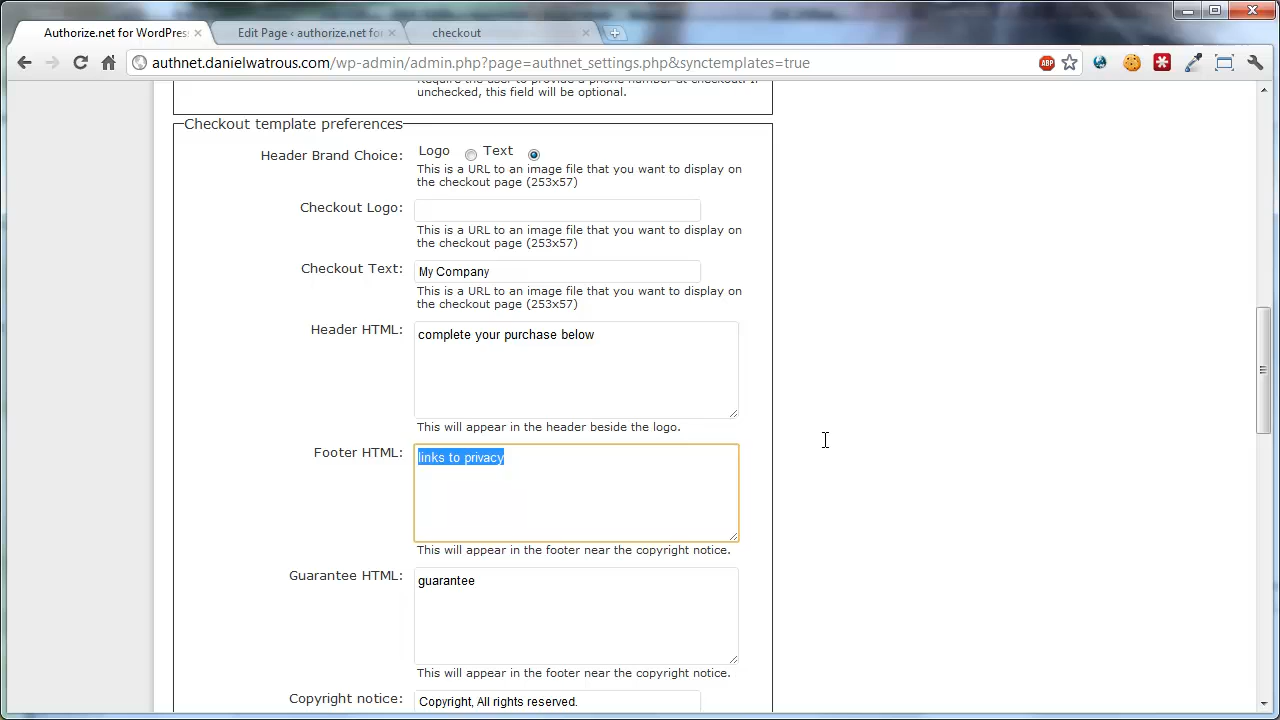 Authorize.net for WordPres
Edit Page ‹ authorize.net for
checkout
authnet.danielwatrous.com/wp-admin/admin.php?page=authnet_settings.php&synctemplates=true
ABP
unchecked, this field will be optional.
Checkout template preferences
Header Brand Choice:
Logo Text
This is a URL to an image file that you want to display on
the checkout page (253x57)
Checkout Logo:
This is a URL to an image file that you want to display on
the checkout page (253x57)
Checkout Text:
My Company
This is a URL to an image file that you want to display on
the checkout page (253x57)
Header HTML:
complete your purchase below
This will appear in the header beside the logo.
Footer HTML:
links to privacy
This will appear in the footer near the copyright notice.
Guarantee HTML:
guarantee
This will appear in the footer near the copyright notice.
Copyright notice:
Copyright, All rights reserved.